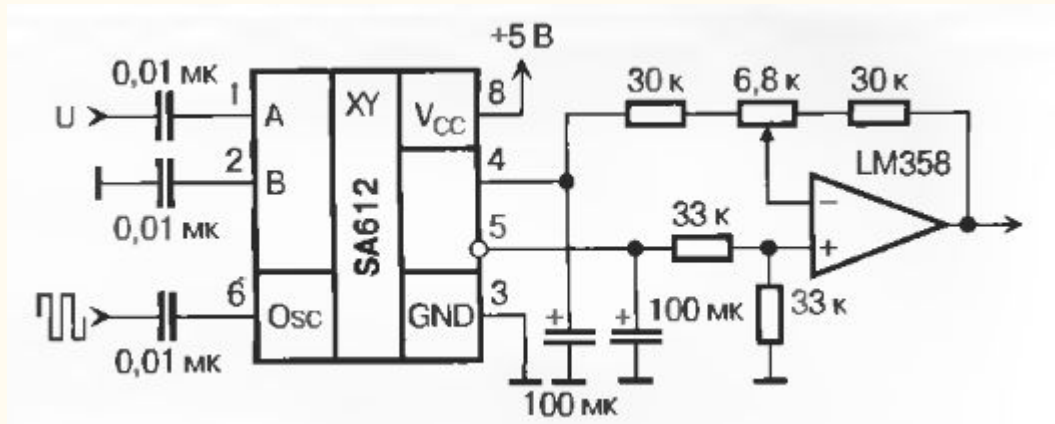 +5 В
0,01 мк
1
A
XY
VCC
8
30 к
6,8 к
30 к
U
2
B
4
LM358
0,01 мк
SA612
5
33 к
−
+
6
Osc
GND
3
+
+
100 мк
33 к
0,01 мк
100 мк